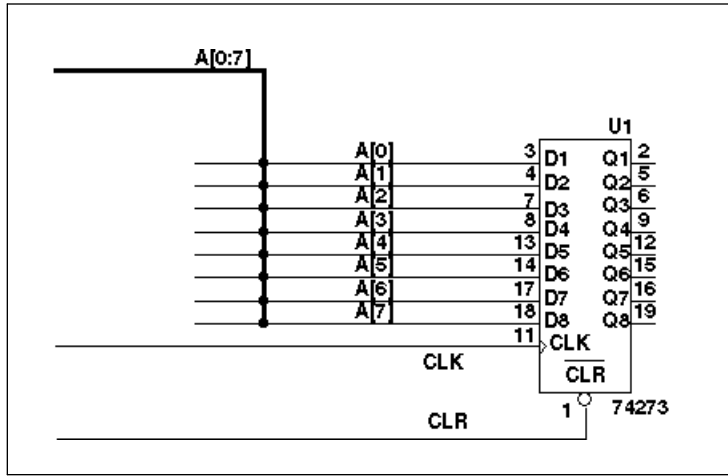 A[0:7]
U1
A[0] 3 D1 Q1 2
A[1] 4 D2 Q2 5
A[2] 7 D3 Q3 6
A[3] 8 D4 Q4 9
A[4] 13 D5 Q5 12
A[5] 14 D6 Q6 15
A[6] 17 D7 Q7 16
A[7] 18 D8 Q8 19
11 CLK
CLK
CLR
1 74273
CLR